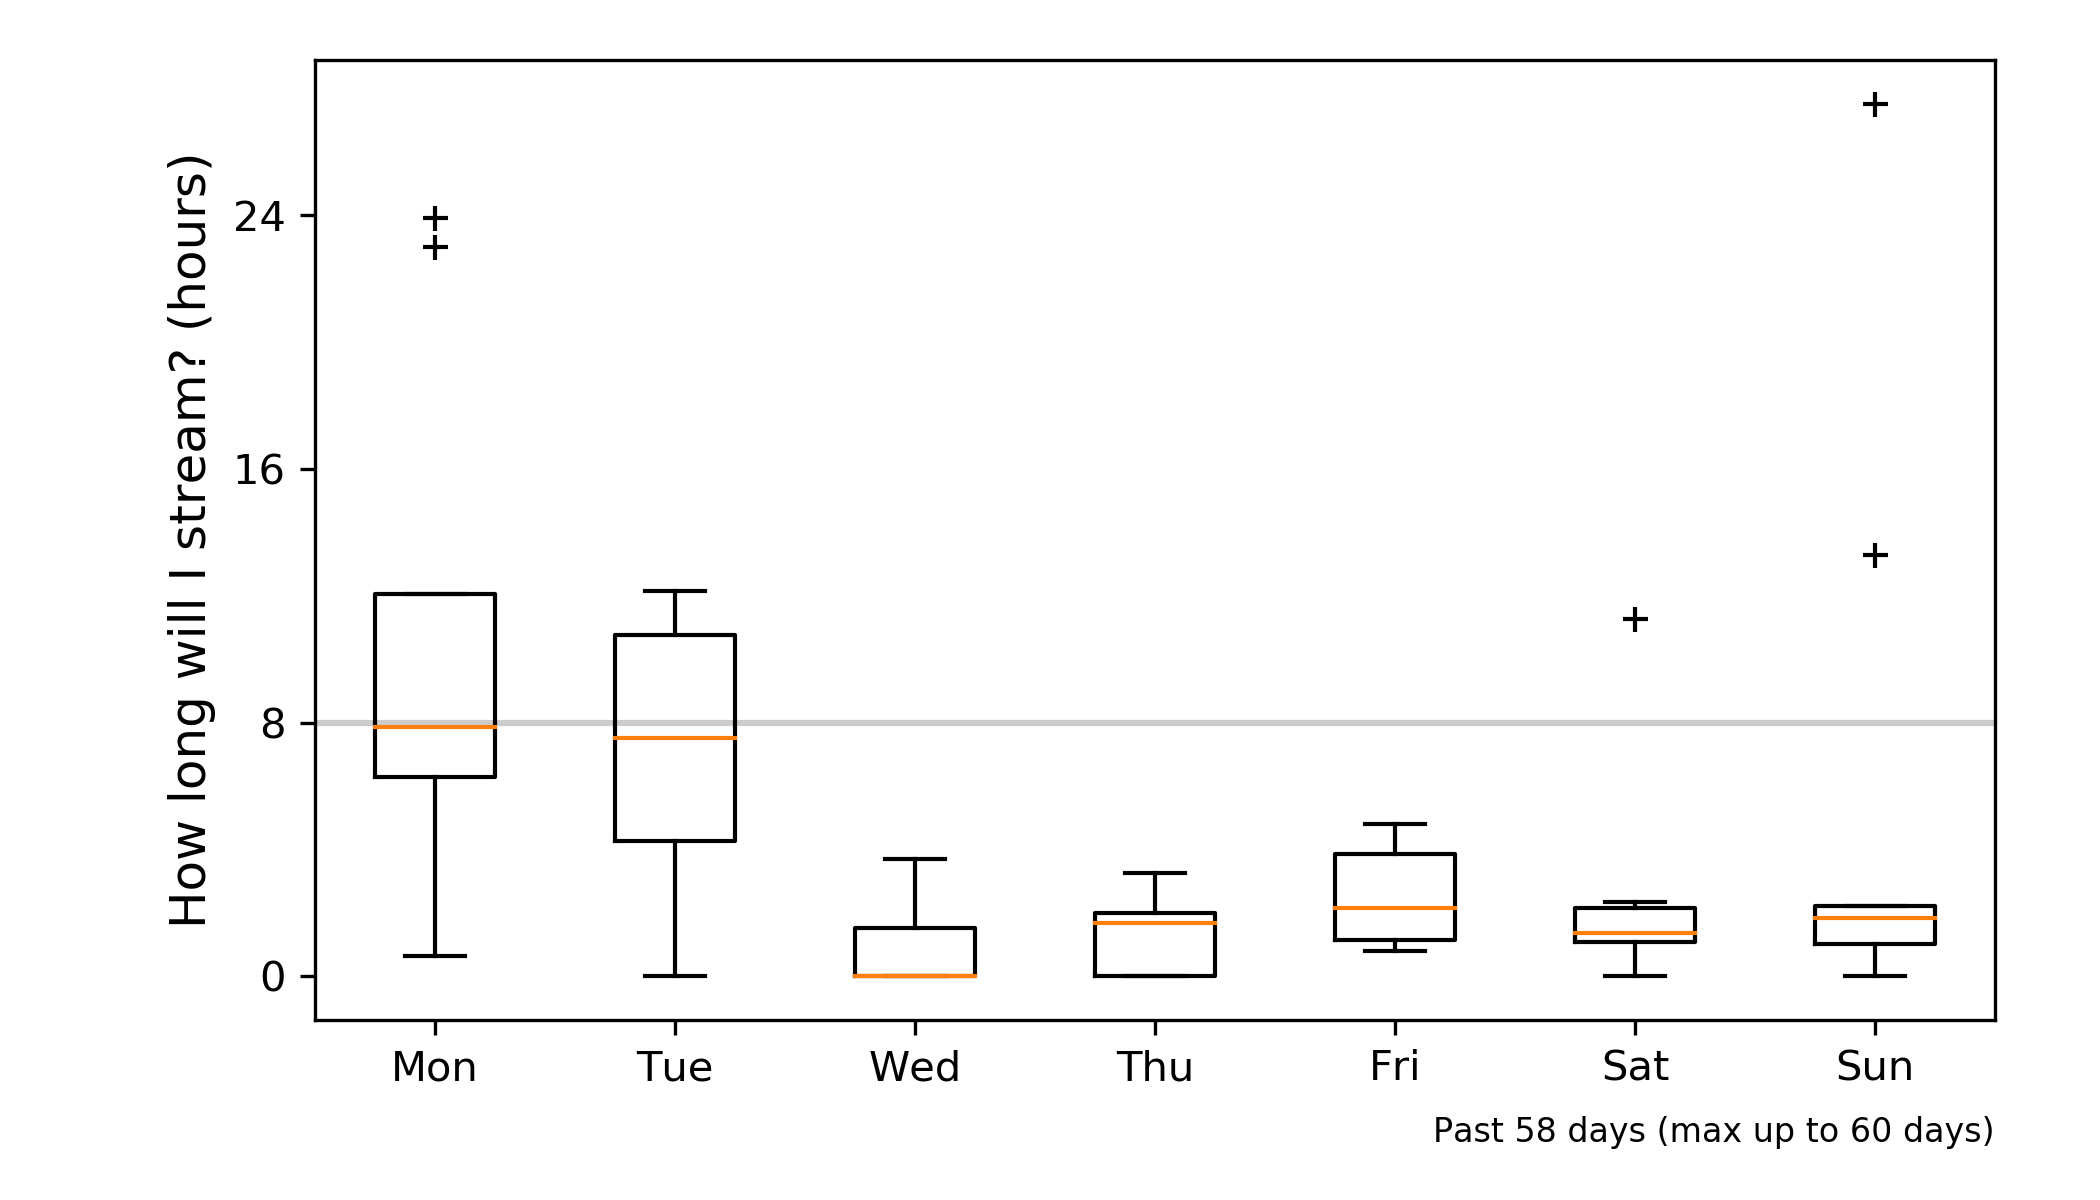 How long will I stream? (hours)
24
16
8
0
Mon Tue Wed Thu Fri Sat Sun
Past 58 days (max up to 60 days)